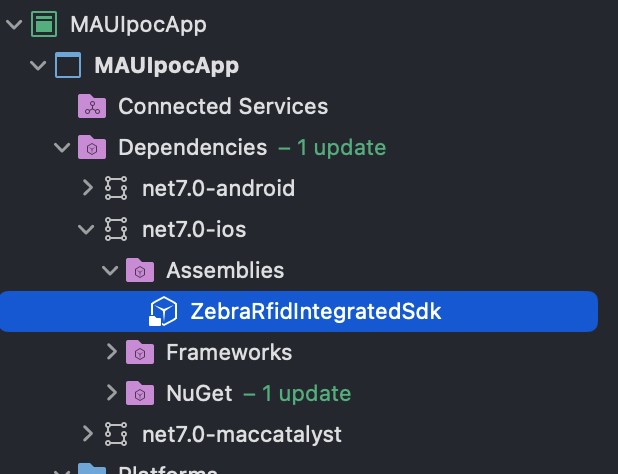 MAUIpocApp
MAUIpocApp
Connected Services
Dependencies – 1 update
net7.0-android
net7.0-ios
Assemblies
ZebraRfidIntegratedSdk
Frameworks
NuGet – 1 update
net7.0-maccatalyst
Platforms